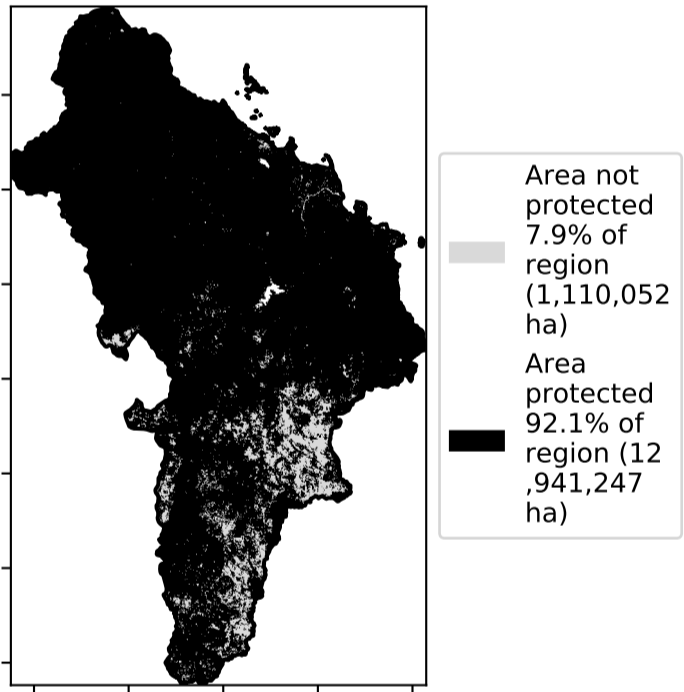 Area not
protected
7.9% of
region
(1,110,052
ha)
Area
protected
92.1% of
region (12
,941,247
ha)